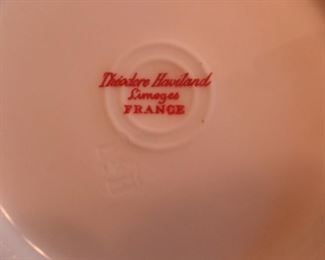 Théodore Haviland
Limoges
FRANCE